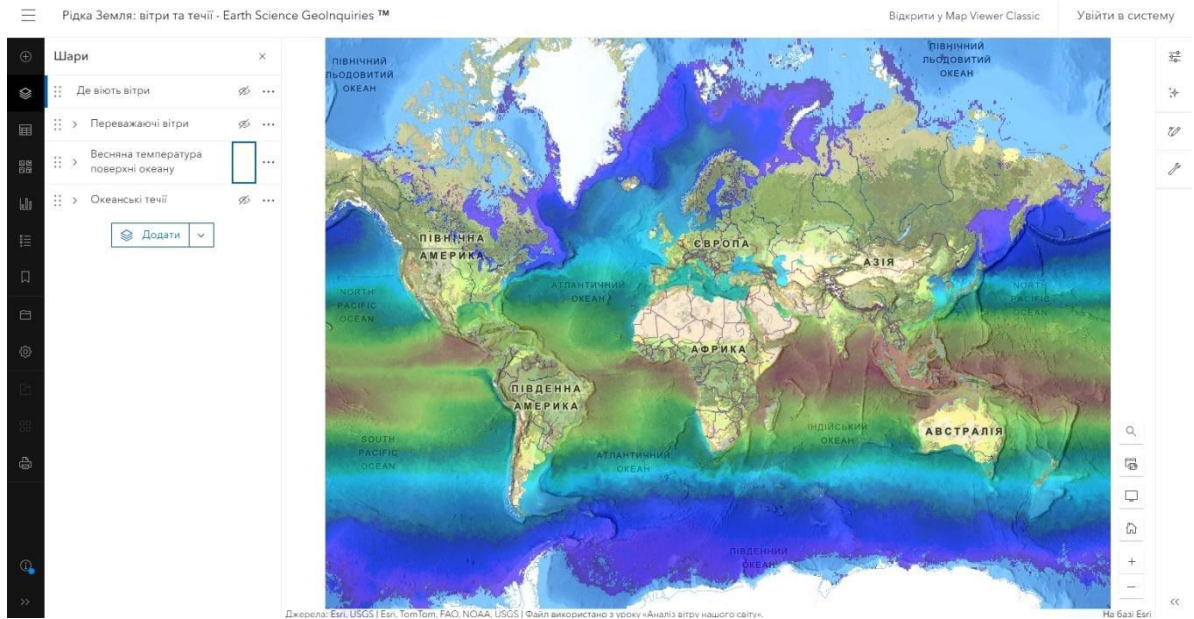 Рідка Земля: вітри та течії - Earth Science GeoInquiries ™
Відкрити у Map Viewer Classic
Увійти в систему
Шари
Де віють вітри
Переважаючі вітри
Весняна температура
поверхні океану
Океанські течії
Додати
ПІВНІЧНИЙ
ЛЬОДОВИТИЙ
ОКЕАН
ПІВНІЧНИЙ
ЛЬОДОВИТИЙ
ОКЕАН
ПІВНІЧНА
АМЕРИКА
ЄВРОПА
АЗІЯ
АТЛАНТИЧНИЙ
ОКЕАН
NORTH
PACIFIC
OCEAN
NORTH
PACIFIC
OCEAN
АФРИКА
ПІВДЕННА
АМЕРИКА
ІНДІЙСЬКИЙ
ОКЕАН
АВСТРАЛІЯ
SOUTH
PACIFIC
OCEAN
АТЛАНТИЧНИЙ
ОКЕАН
ПІВДЕННИЙ
ОКЕАН
Джерела: Esri, USGS | Esri, TomTom, FAO, NOAA, USGS | Файл використано з уроку «Аналіз вітру нашого світу».
На базі Esri